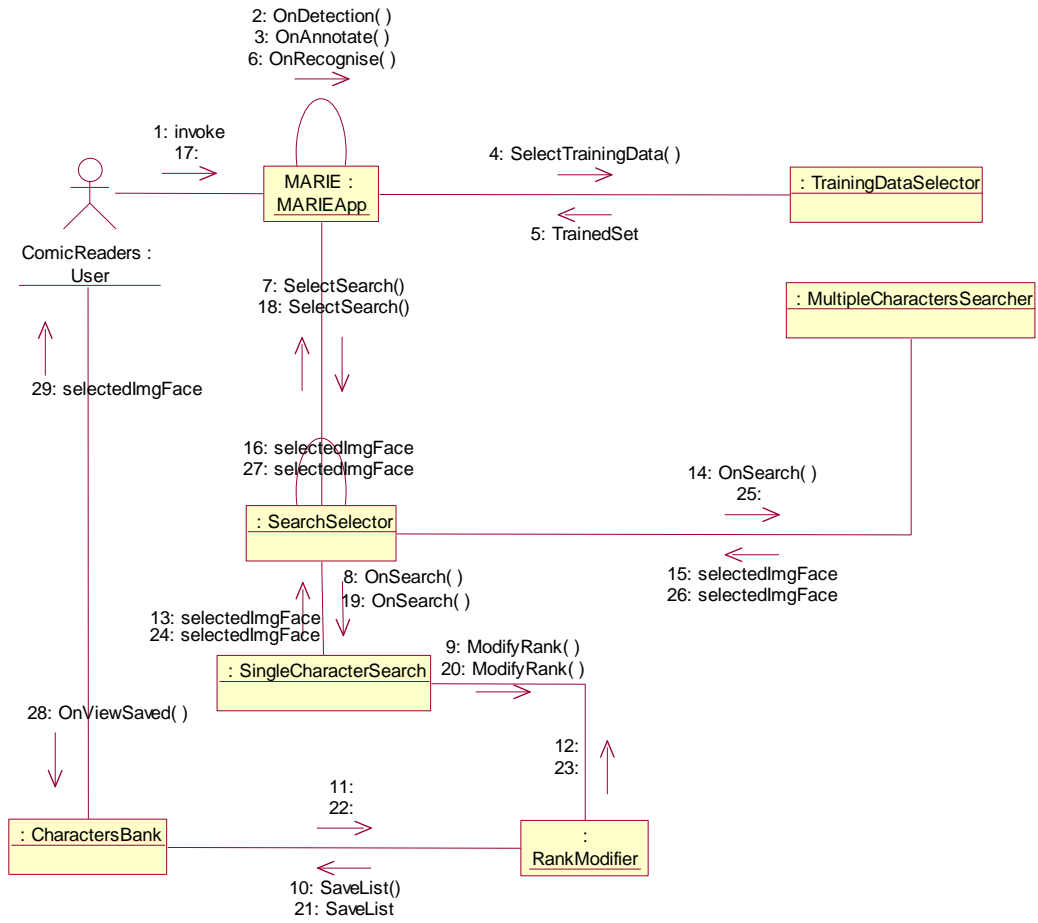 2: OnDetection( )
3: OnAnnotate( )
6: OnRecognise( )
1: invoke
17:
4: SelectTrainingData( )
MARIE :
MARIEApp
: TrainingDataSelector
5: TrainedSet
ComicReaders :
User
7: SelectSearch()
18: SelectSearch()
: MultipleCharactersSearcher
29: selectedImgFace
16: selectedImgFace
27: selectedImgFace
14: OnSearch( )
25:
: SearchSelector
15: selectedImgFace
26: selectedImgFace
8: OnSearch( )
19: OnSearch( )
13: selectedImgFace
24: selectedImgFace
9: ModifyRank( )
20: ModifyRank( )
: SingleCharacterSearch
28: OnViewSaved( )
12:
23:
11:
22:
: CharactersBank
:
RankModifier
10: SaveList()
21: SaveList